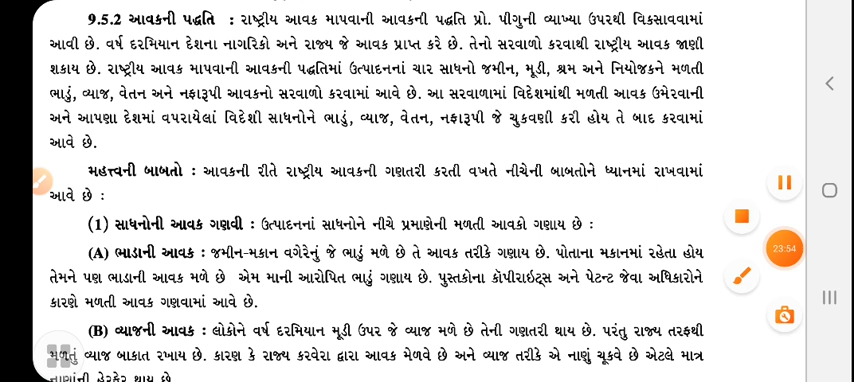 9.5.2 આવકની પદ્ધતિ : રાષ્ટ્રીય આવક માપવાની આવકની પદ્ધતિ પ્રો. પીગુની વ્યાખ્યા ઉપરથી વિકસાવવામાં
આવી છે. વર્ષ દરમિયાન દેશના નાગરિકો અને રાજ્ય જે આવક પ્રાપ્ત કરે છે. તેનો સરવાળો કરવાથી રાષ્ટ્રીય આવક જાણી
શકાય છે. રાષ્ટ્રીય આવક માપવાની આવકની પદ્ધતિમાં ઉત્પાદનનાં ચાર સાધનો જમીન, મૂડી, શ્રમ અને નિયોજકને મળતી
ભાડું, વ્યાજ, વેતન અને નફારૂપી આવકનો સરવાળો કરવામાં આવે છે. આ સરવાળામાં વિદેશમાંથી મળતી આવક ઉમેરવાની
અને આપણા દેશમાં વપરાયેલાં વિદેશી સાધનોને ભાડું, વ્યાજ, વેતન, નફારૂપી જે ચુકવણી કરી હોય તે બાદ કરવામાં
આવે છે.
મહત્ત્વની બાબતો : આવકની રીતે રાષ્ટ્રીય આવકની ગણતરી કરતી વખતે નીચેની બાબતોને ધ્યાનમાં રાખવામાં
આવે છે :
(1) સાધનોની આવક ગણવી : ઉત્પાદનનાં સાધનોને નીચે પ્રમાણેની મળતી આવકો ગણાય છે :
(A) ભાડાની આવક : જમીન-મકાન વગેરેનું જે ભાડું મળે છે તે આવક તરીકે ગણાય છે. પોતાના મકાનમાં રહેતા હોય
તેમને પણ ભાડાની આવક મળે છે એમ માની આરોપિત ભાડું ગણાય છે. પુસ્તકોના કૉપીરાઇટ્સ અને પેટન્ટ જેવા અધિકારોને
કારણે મળતી આવક ગણવામાં આવે છે.
(B) વ્યાજની આવક : લોકોને વર્ષ દરમિયાન મૂડી ઉપર જે વ્યાજ મળે છે તેની ગણતરી થાય છે. પરંતુ રાજ્ય તરફથી
મળતું વ્યાજ બાકાત રખાય છે. કારણ કે રાજ્ય કરવેરા દ્વારા આવક મેળવે છે અને વ્યાજ તરીકે એ નાણું ચૂકવે છે એટલે માત્ર
નાણાંની હેરફેર થાય છે.
23:54